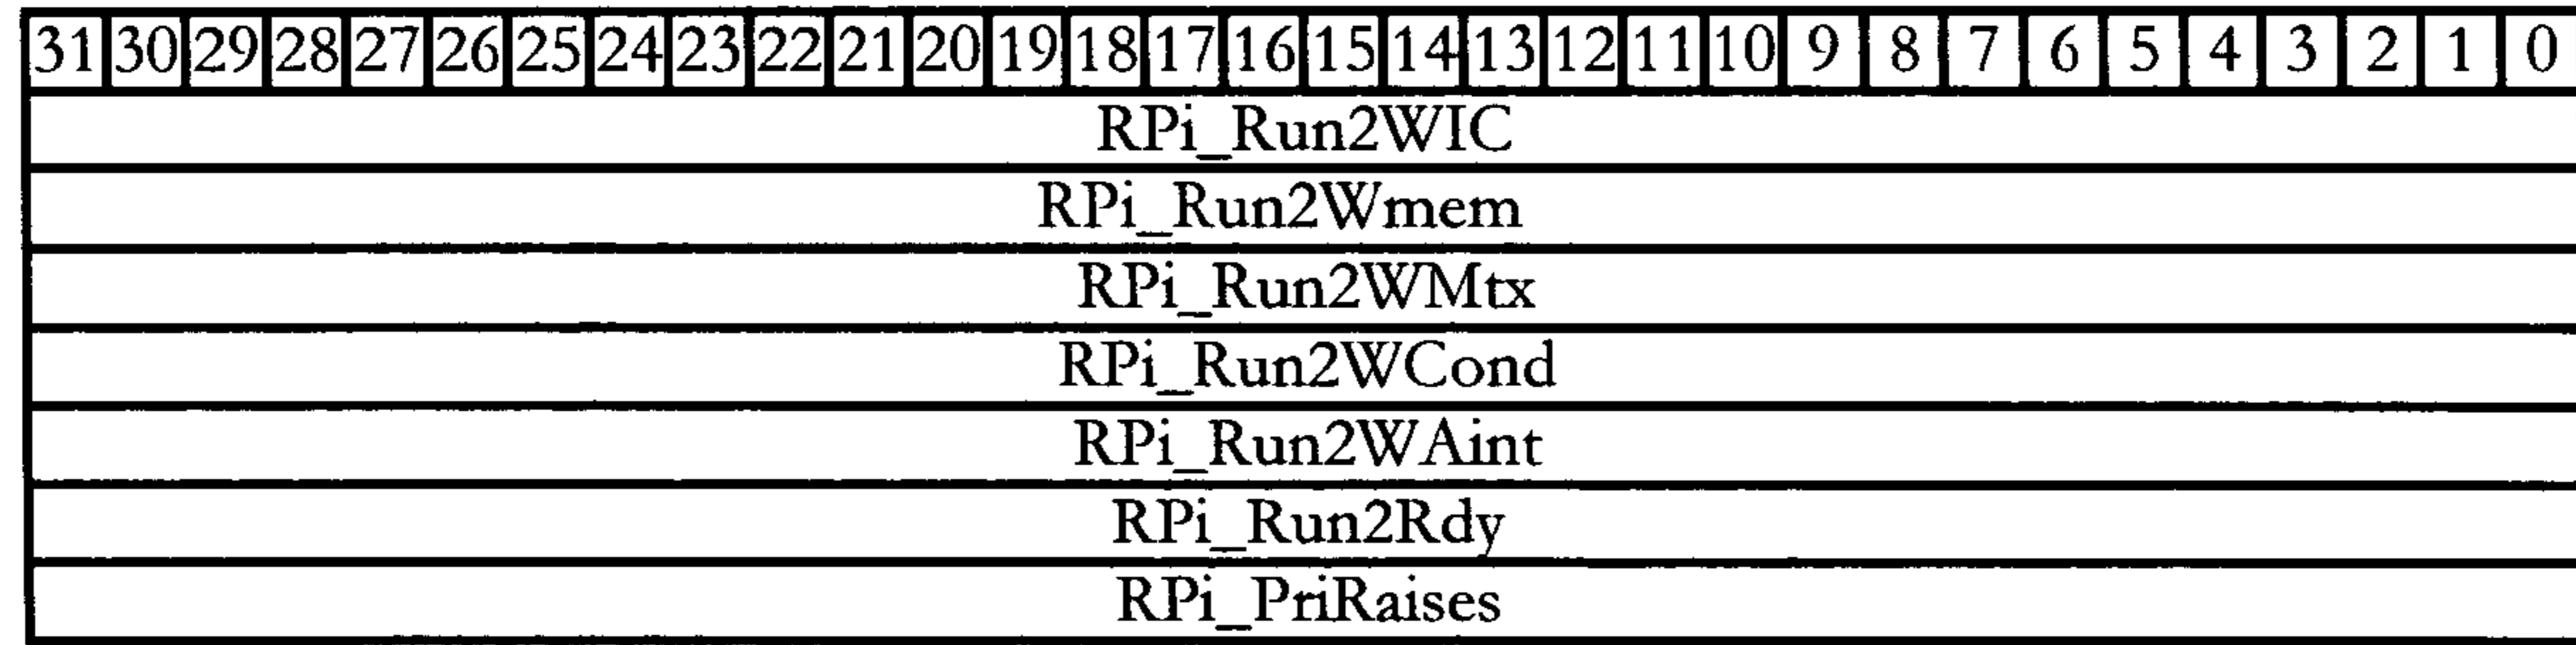 31 30 29 28 27 26 25 24 23 22 21 20 19 18 17 16 15 14 13 12 11 10 9 8 7 6 5 4 3 2 1 0
RPi_Run2WIC
RPi_Run2Wmem
RPi_Run2WMtx
RPi_Run2WCond
RPi_Run2WAint
RPi_Run2Rdy
RPi_PriRaises